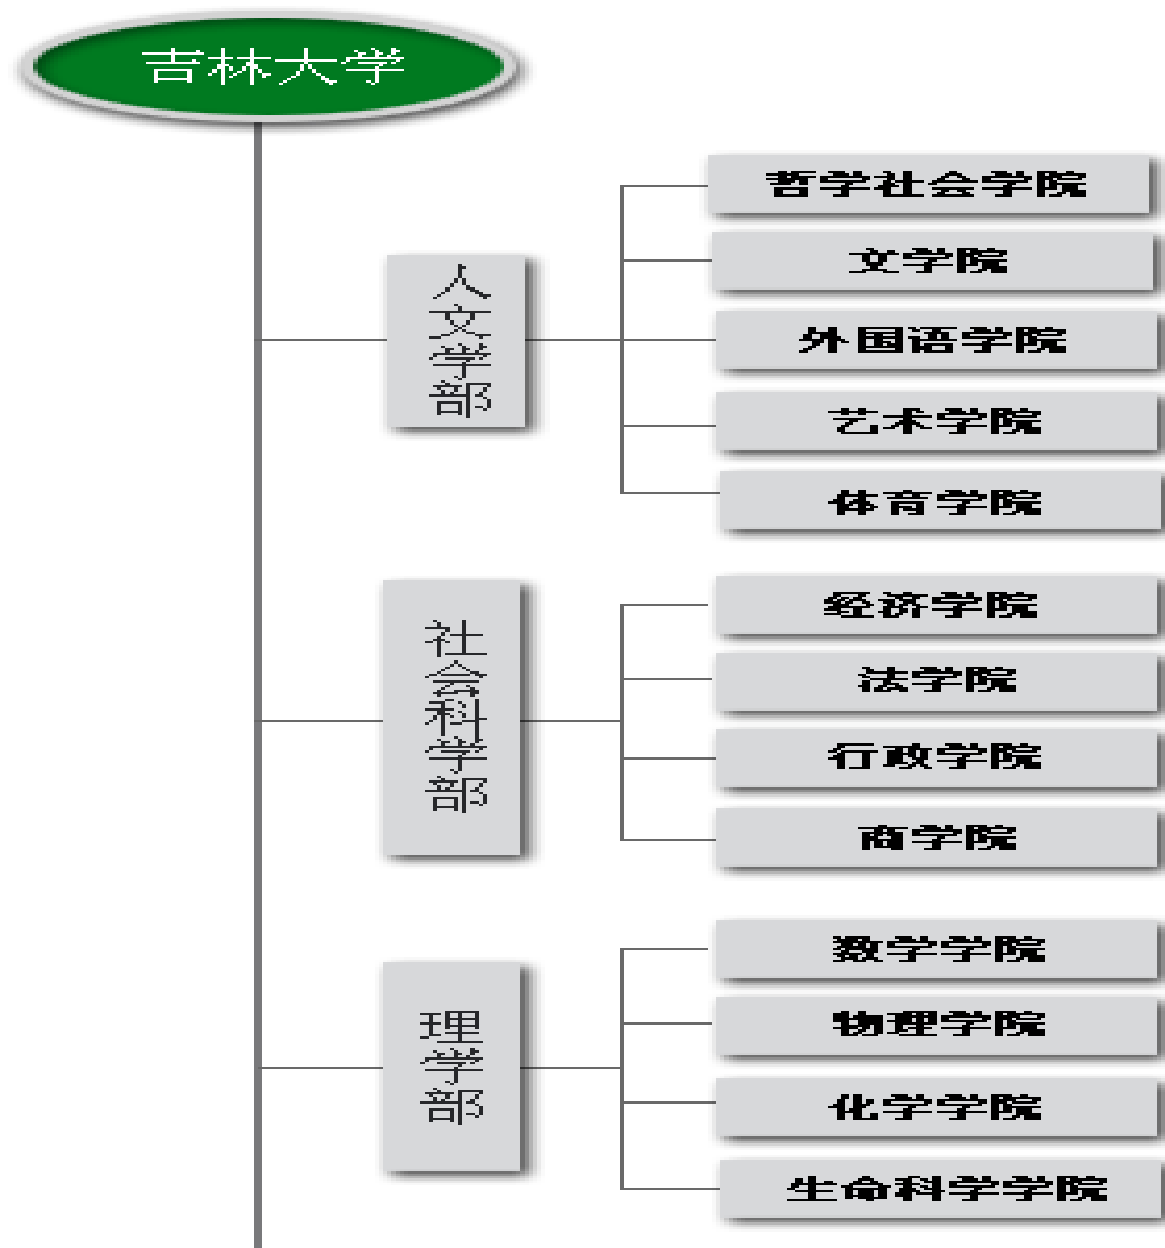 吉林大学
人文学部
哲学社会学院
文学院
外国语学院
艺术学院
体育学院
社会科学部
经济学院
法学院
行政学院
商学院
理学部
数学学院
物理学院
化学学院
生命科学学院